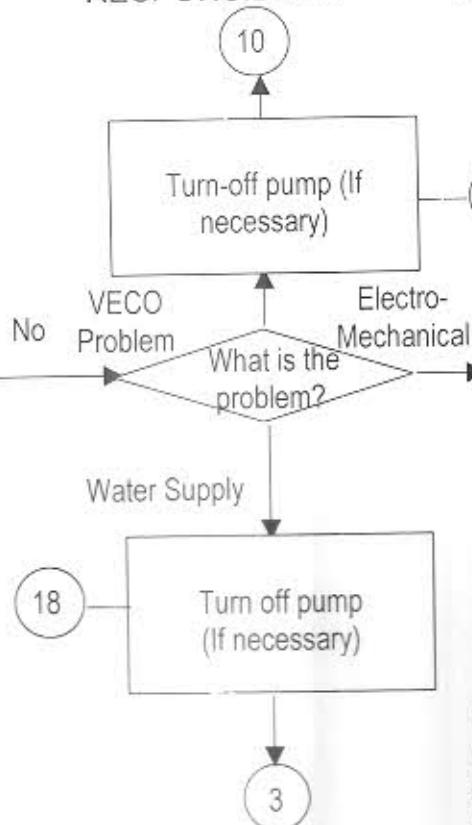 10
Turn-off pump (If
necessary)
VECO
Problem
Electro-
Mechanical
No
What is the
problem?
Water Supply
18
Turn off pump
(If necessary)
3